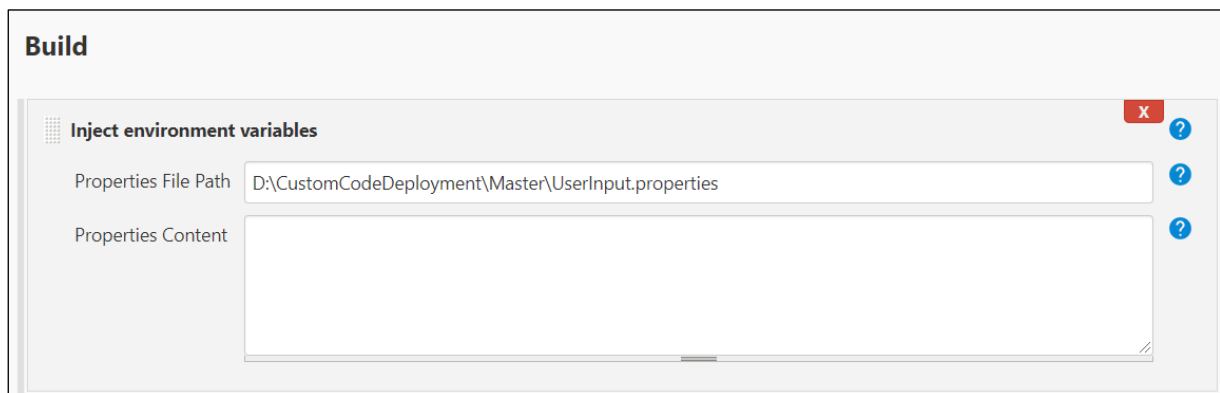 Build
X
Inject environment variables
?
Properties File Path D:\CustomCodeDeployment\Master\UserInput.properties
?
Properties Content
?